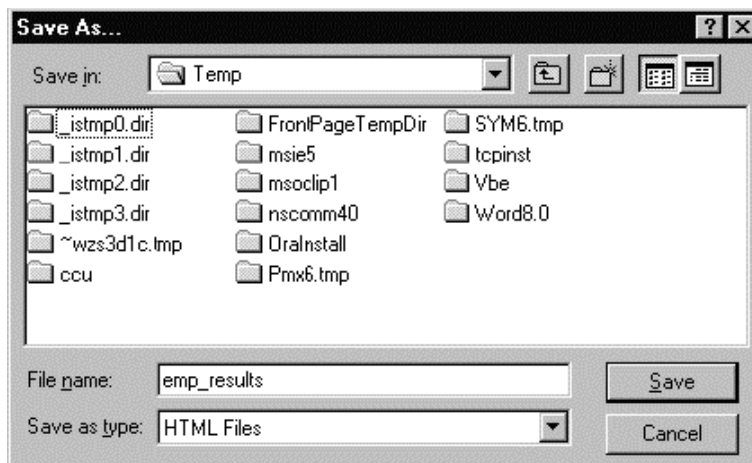 Save As...
Save in: Temp
_istmp0.dir FrontPageTempDir SYM6.tmp
_istmp1.dir msie5 tcpinst
_istmp2.dir msoclip1 Vbe
_istmp3.dir nscomm40 Word8.0
~wzs3d1c.tmp OraInstall
ccu Pmx6.tmp
File name: emp_results Save
Save as type: HTML Files Cancel